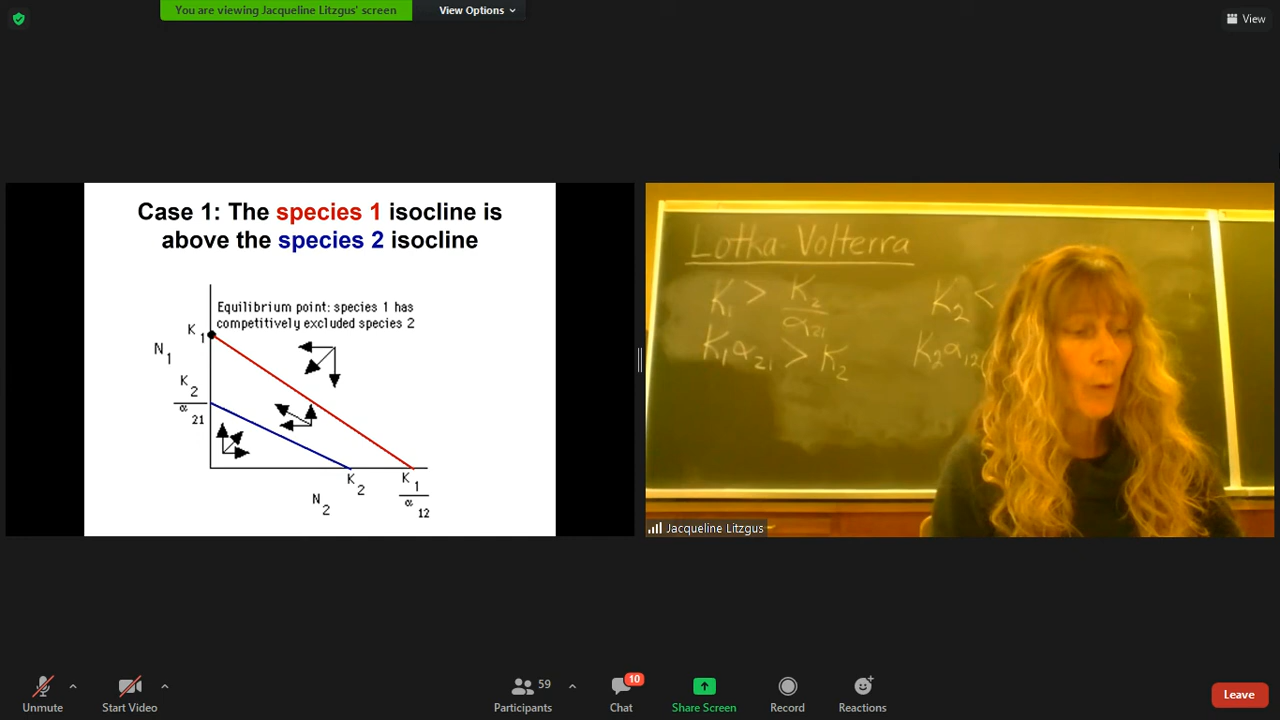 You are viewing Jacqueline Litzgus' screen
View Options
View
Case 1: The species 1 isocline is
above the species 2 isocline
Equilibrium point: species 1 has
competitively excluded species 2
K1
N1
K2
α21
N2
K2
K1
α12
Lotka-Volterra
K1 > K2/α21
K2 <
K1α21 > K2
K2α12
Jacqueline Litzgus
Unmute
Start Video
59
Participants
10
Chat
Share Screen
Record
Reactions
Leave